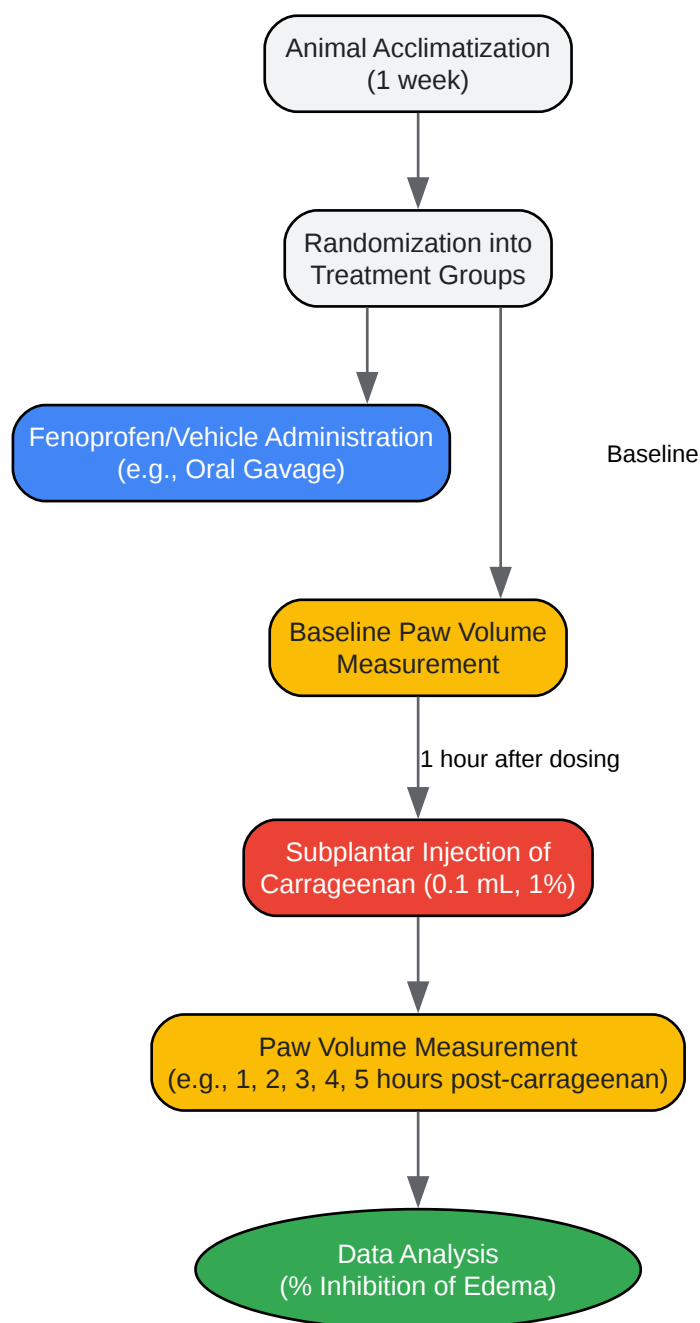 Animal Acclimatization
(1 week)
Randomization into
Treatment Groups
Fenoprofen/Vehicle Administration
(e.g., Oral Gavage)
Baseline
Baseline Paw Volume
Measurement
1 hour after dosing
Subplantar Injection of
Carrageenan (0.1 mL, 1%)
Paw Volume Measurement
(e.g., 1, 2, 3, 4, 5 hours post-carrageenan)
Data Analysis
(% Inhibition of Edema)